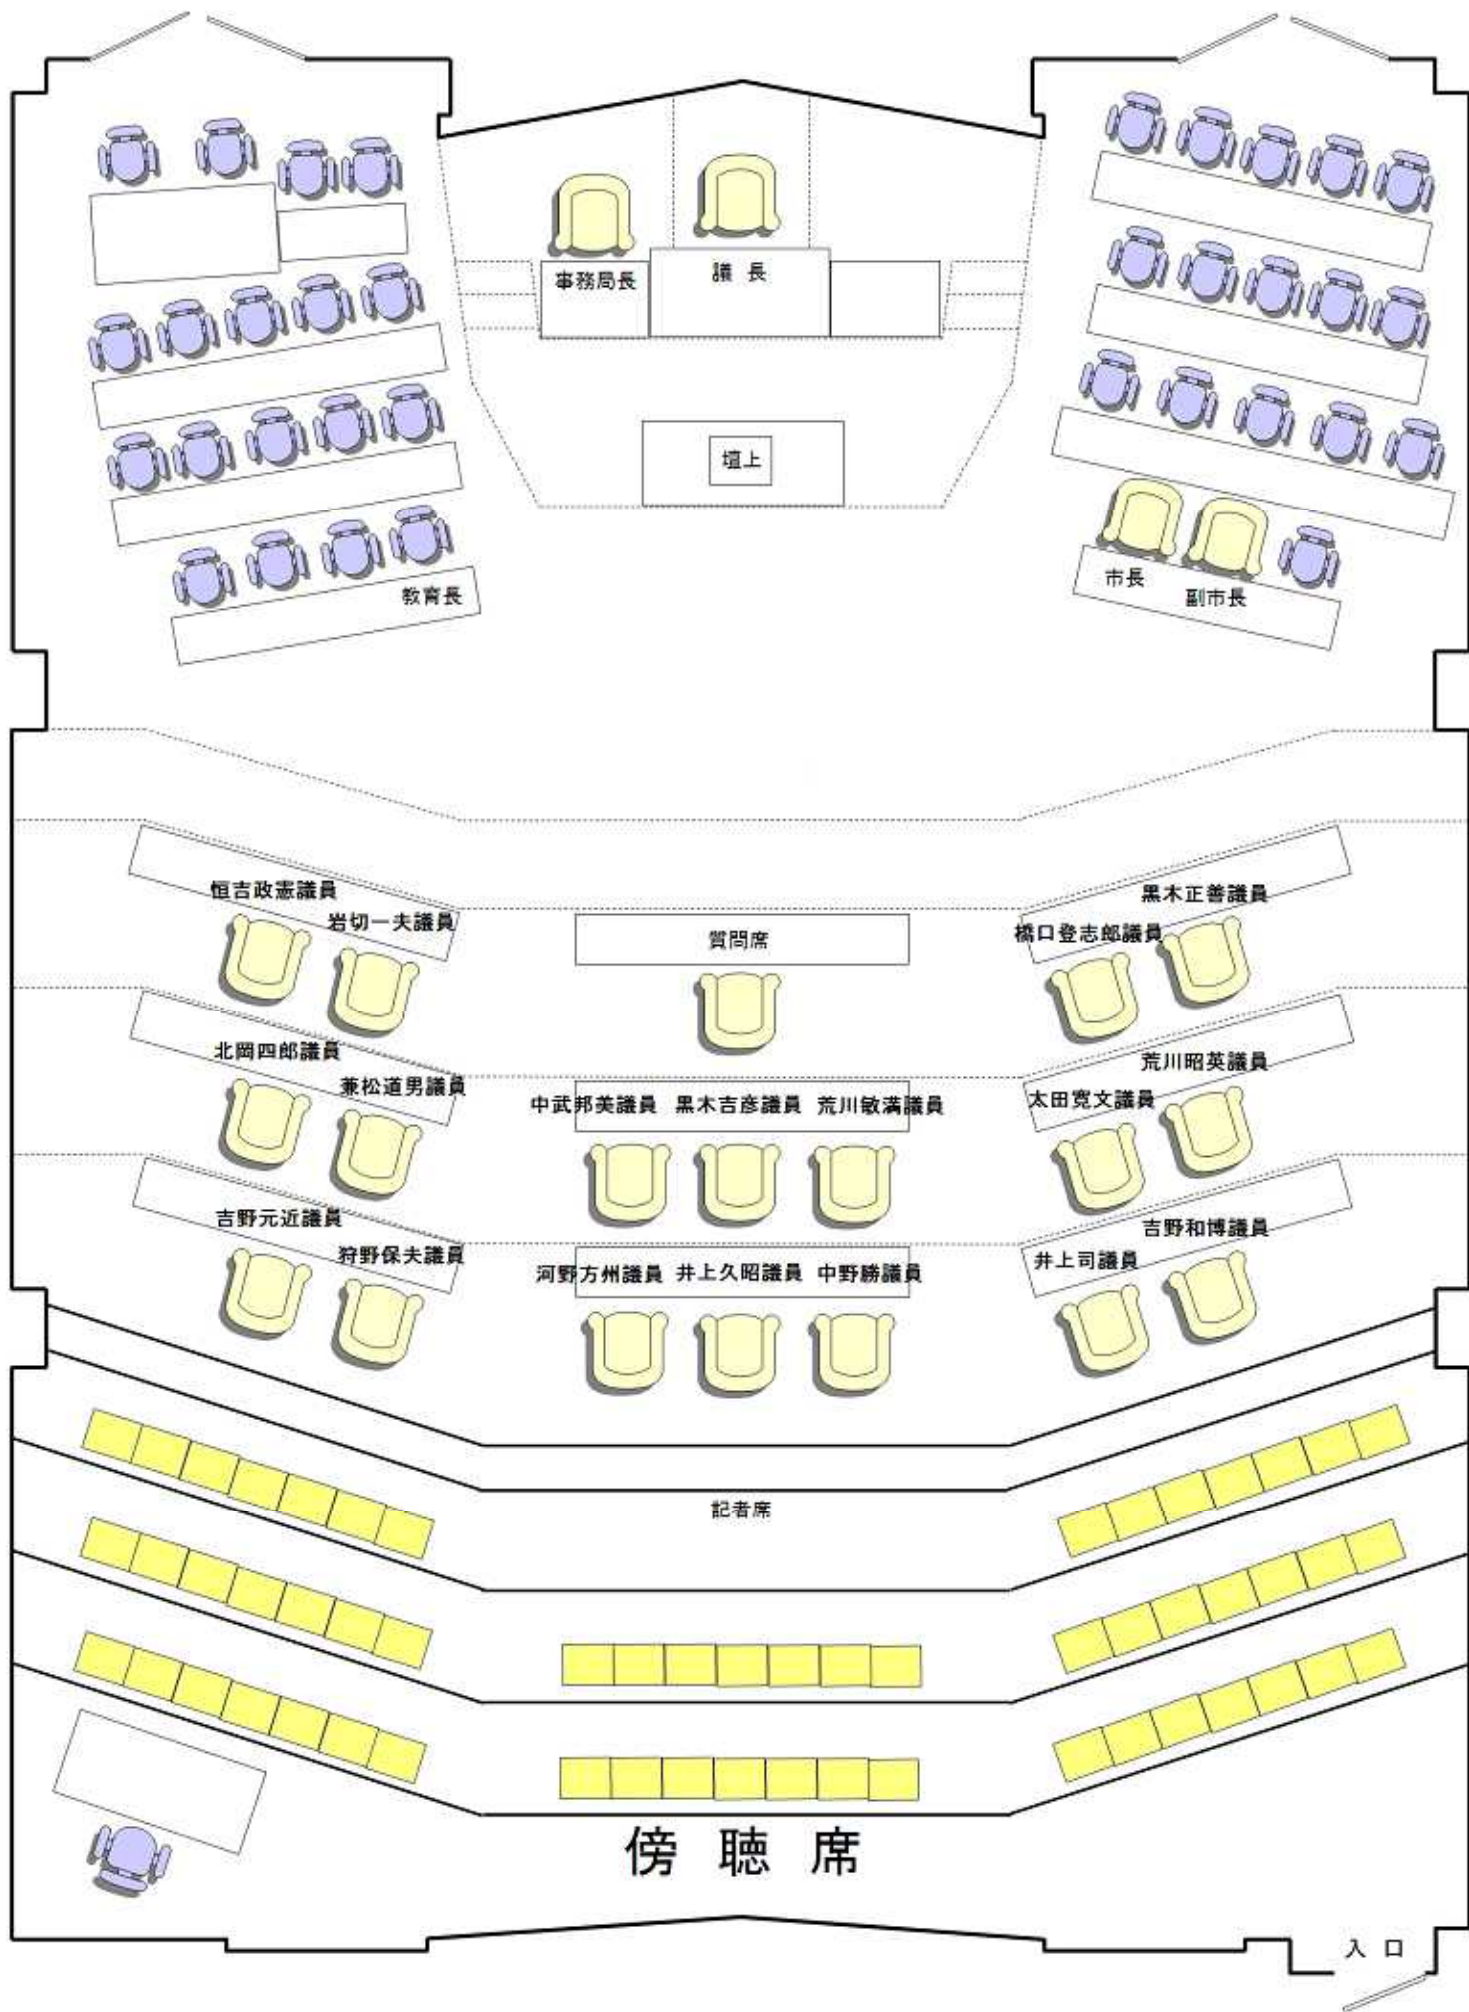 事務局長
議 長
壇上
教育長
市長
副市長
恒吉政憲議員
岩切一夫議員
質問席
橋口登志郎議員
黒木正善議員
北岡四郎議員
兼松道男議員
中武邦美議員 黒木吉彦議員 荒川敏満議員
太田寛文議員
荒川昭英議員
吉野元近議員
狩野保夫議員
河野方州議員 井上久昭議員 中野勝議員
井上司議員
吉野和博議員
記者席
傍 聴 席
入 口